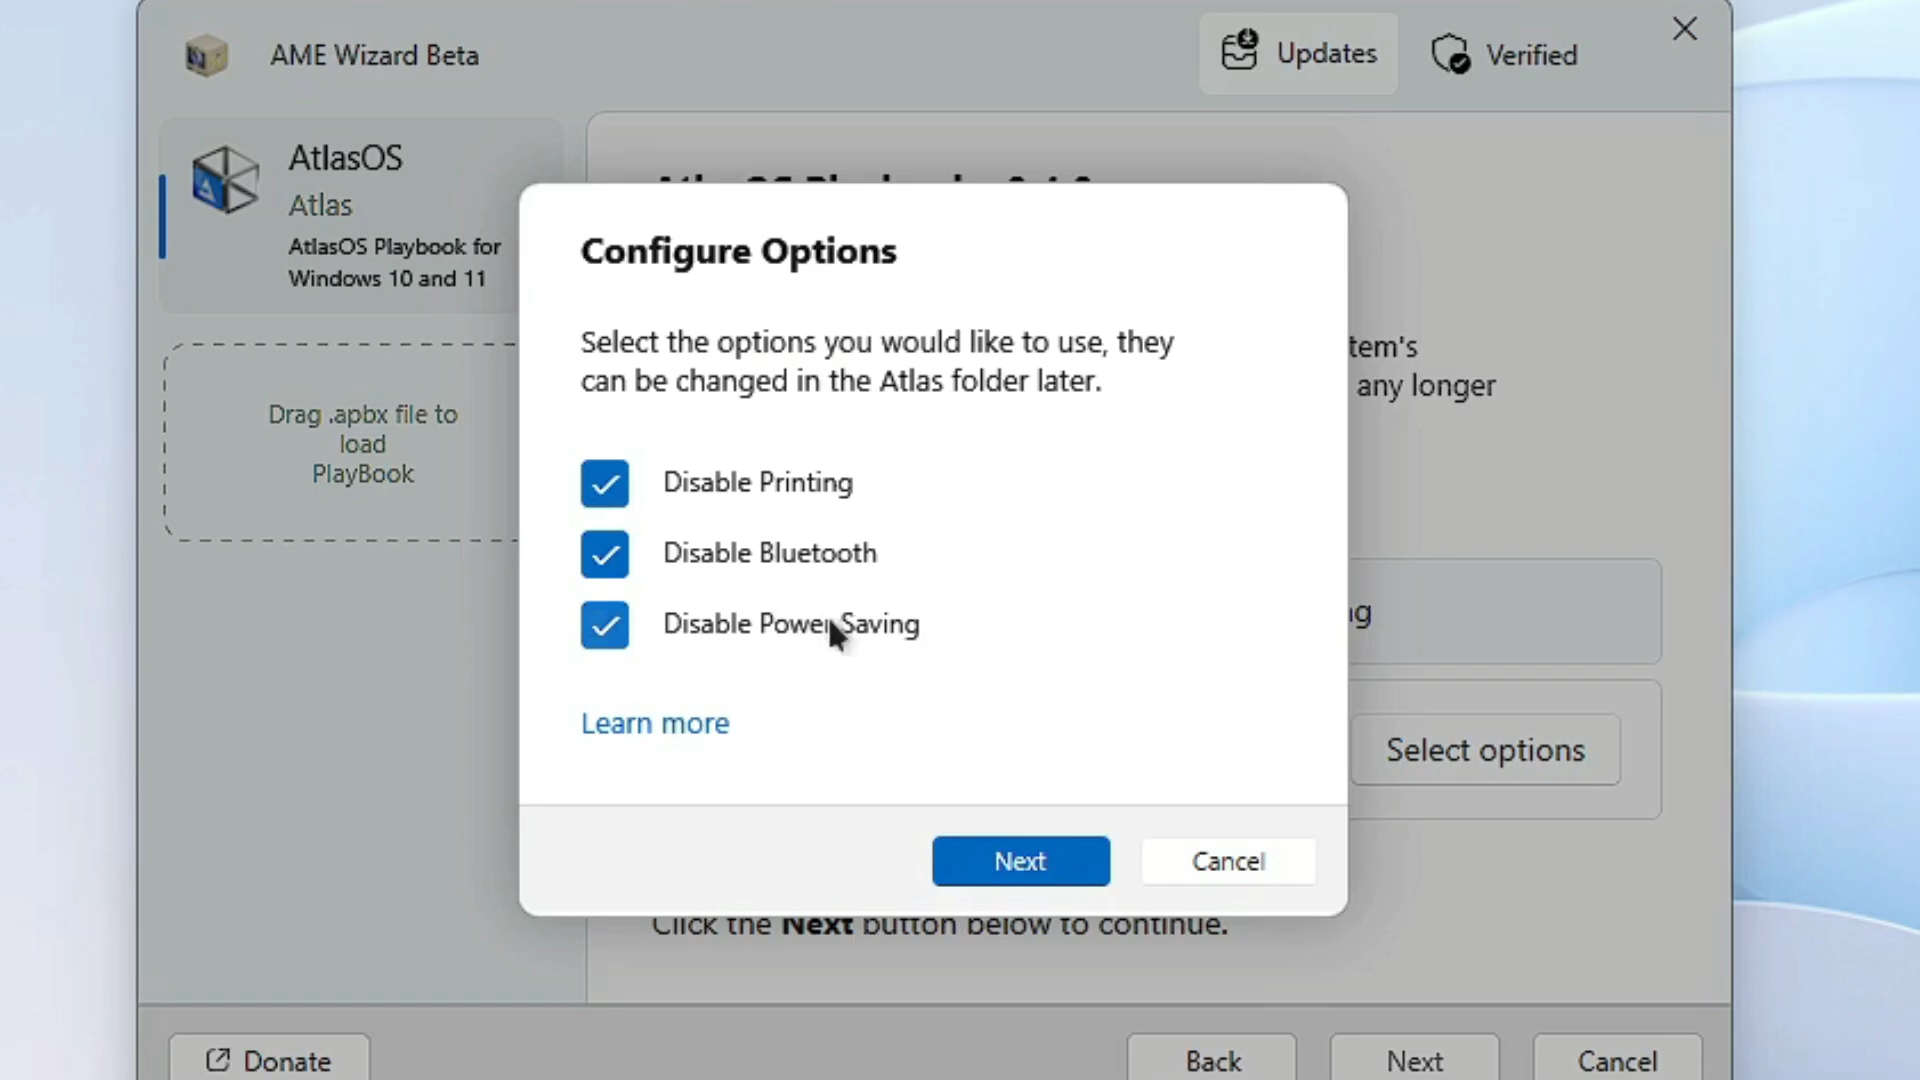 AME Wizard Beta
Updates
Verified
AtlasOS
Atlas
AtlasOS Playbook for
Windows 10 and 11
Drag .apbx file to
load
PlayBook
Configure Options
Select the options you would like to use, they
can be changed in the Atlas folder later.
Disable Printing
Disable Bluetooth
Disable Power Saving
Learn more
Next
Cancel
tem's
any longer
ng
Select options
Click the Next button below to continue.
Donate
Back
Next
Cancel